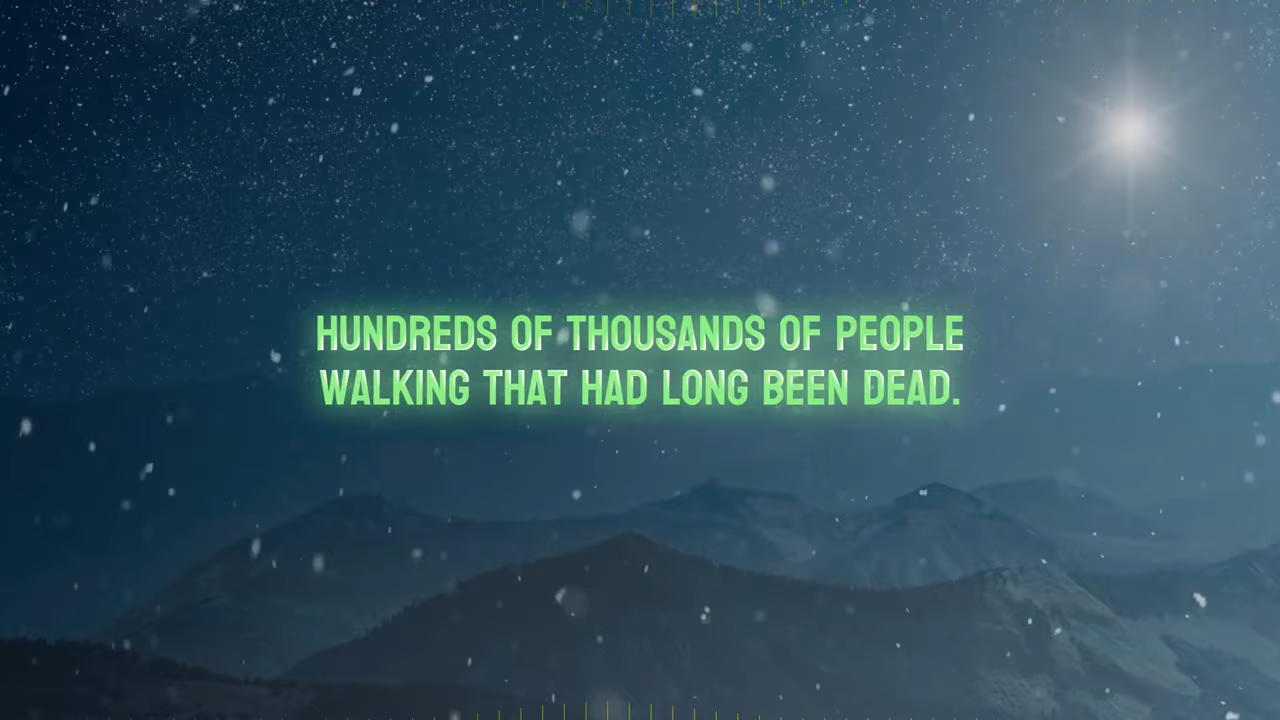 HUNDREDS OF THOUSANDS OF PEOPLE
WALKING THAT HAD LONG BEEN DEAD.